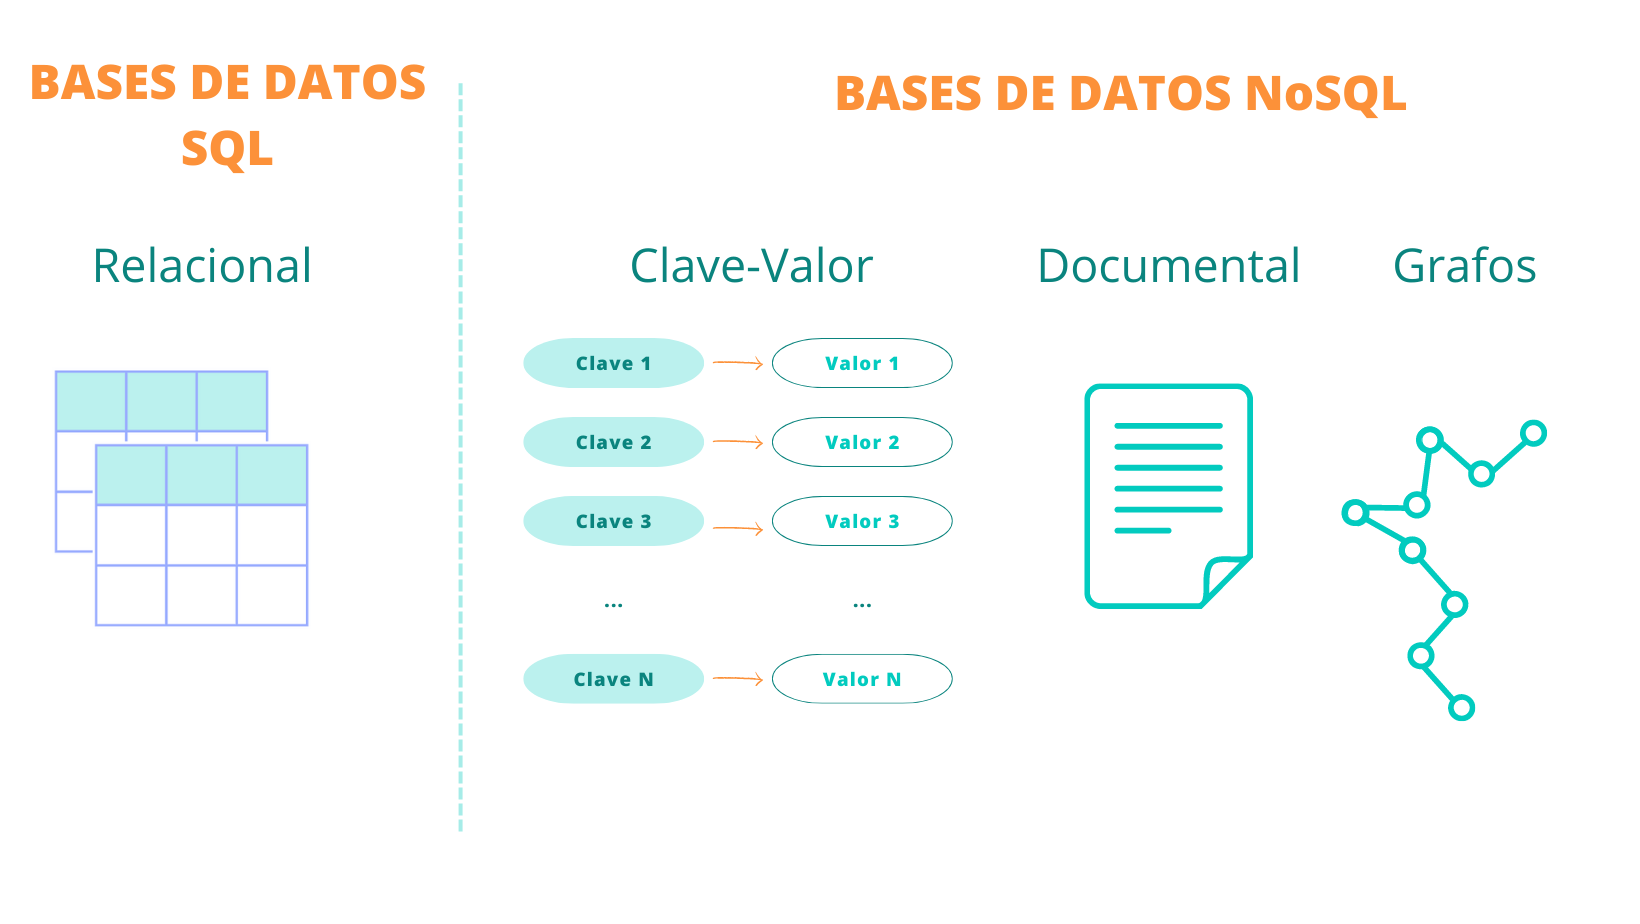 BASES DE DATOS
SQL
BASES DE DATOS NoSQL
Relacional
Clave-Valor
Documental
Grafos
Clave 1
Valor 1
Clave 2
Valor 2
Clave 3
Valor 3
...
...
Clave N
Valor N